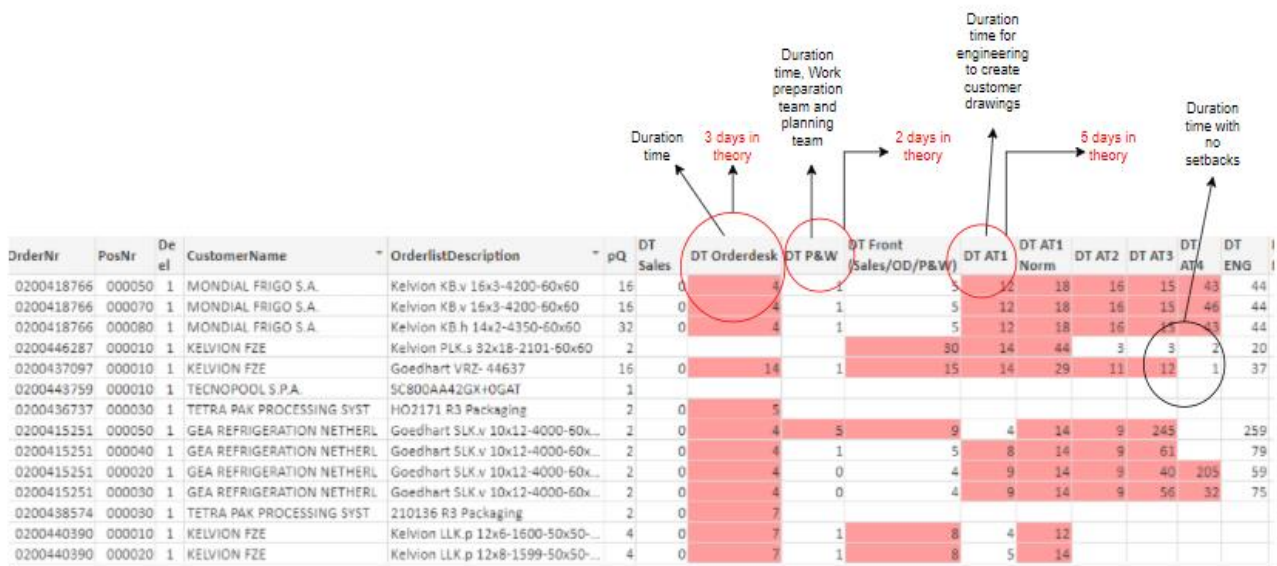 Duration
time for
engineering
to create
customer
drawings
Duration
time, Work
preparation
team and
planning
team
Duration
time with
no
setbacks
Duration
time
3 days in
theory
2 days in
theory
5 days in
theory
OrderNr PosNr De el CustomerName OrderlistDescription pQ DT Sales DT Orderdesk DT P&W DT Front (Sales/OD/P&W) DT AT1 DT AT1 Norm DT AT2 DT AT3 DT AT4 DT ENG
0200418766 000050 1 MONDIAL FRIGO S.A. Kelvion KB.v 16x3-4200-60x60 16 0 4 1 5 12 18 16 15 43 44
0200418766 000070 1 MONDIAL FRIGO S.A. Kelvion KB.v 16x3-4200-60x60 16 0 4 1 5 12 18 16 15 46 44
0200418766 000080 1 MONDIAL FRIGO S.A. Kelvion KB.h 14x2-4350-60x60 32 0 4 1 5 12 18 16 15 43 44
0200446287 000010 1 KELVION FZE Kelvion PLK.s 32x18-2101-60x60 2 30 14 44 3 3 2 20
0200437097 000010 1 KELVION FZE Goedhart VRZ- 44637 16 0 14 1 15 14 29 11 12 1 37
0200443759 000010 1 TECNOPOOL S.P.A. SC800AA42GX+0GAT 1
0200436737 000030 1 TETRA PAK PROCESSING SYST HO2171 R3 Packaging 2 0 5
0200415251 000050 1 GEA REFRIGERATION NETHERL Goedhart SLK.v 10x12-4000-60x... 2 0 4 5 9 4 14 9 245 259
0200415251 000040 1 GEA REFRIGERATION NETHERL Goedhart SLK.v 10x12-4000-60x... 2 0 4 1 5 8 14 9 61 79
0200415251 000020 1 GEA REFRIGERATION NETHERL Goedhart SLK.v 10x12-4000-60x... 2 0 4 0 4 9 14 9 40 205 59
0200415251 000030 1 GEA REFRIGERATION NETHERL Goedhart SLK.v 10x12-4000-60x... 2 0 4 0 4 9 14 9 56 32 75
0200438574 000030 1 TETRA PAK PROCESSING SYST 210136 R3 Packaging 2 0 7
0200440390 000010 1 KELVION FZE Kelvion LLK.p 12x6-1600-50x50-... 4 0 7 1 8 4 12
0200440390 000020 1 KELVION FZE Kelvion LLK.p 12x8-1599-50x50-... 4 0 7 1 8 5 14